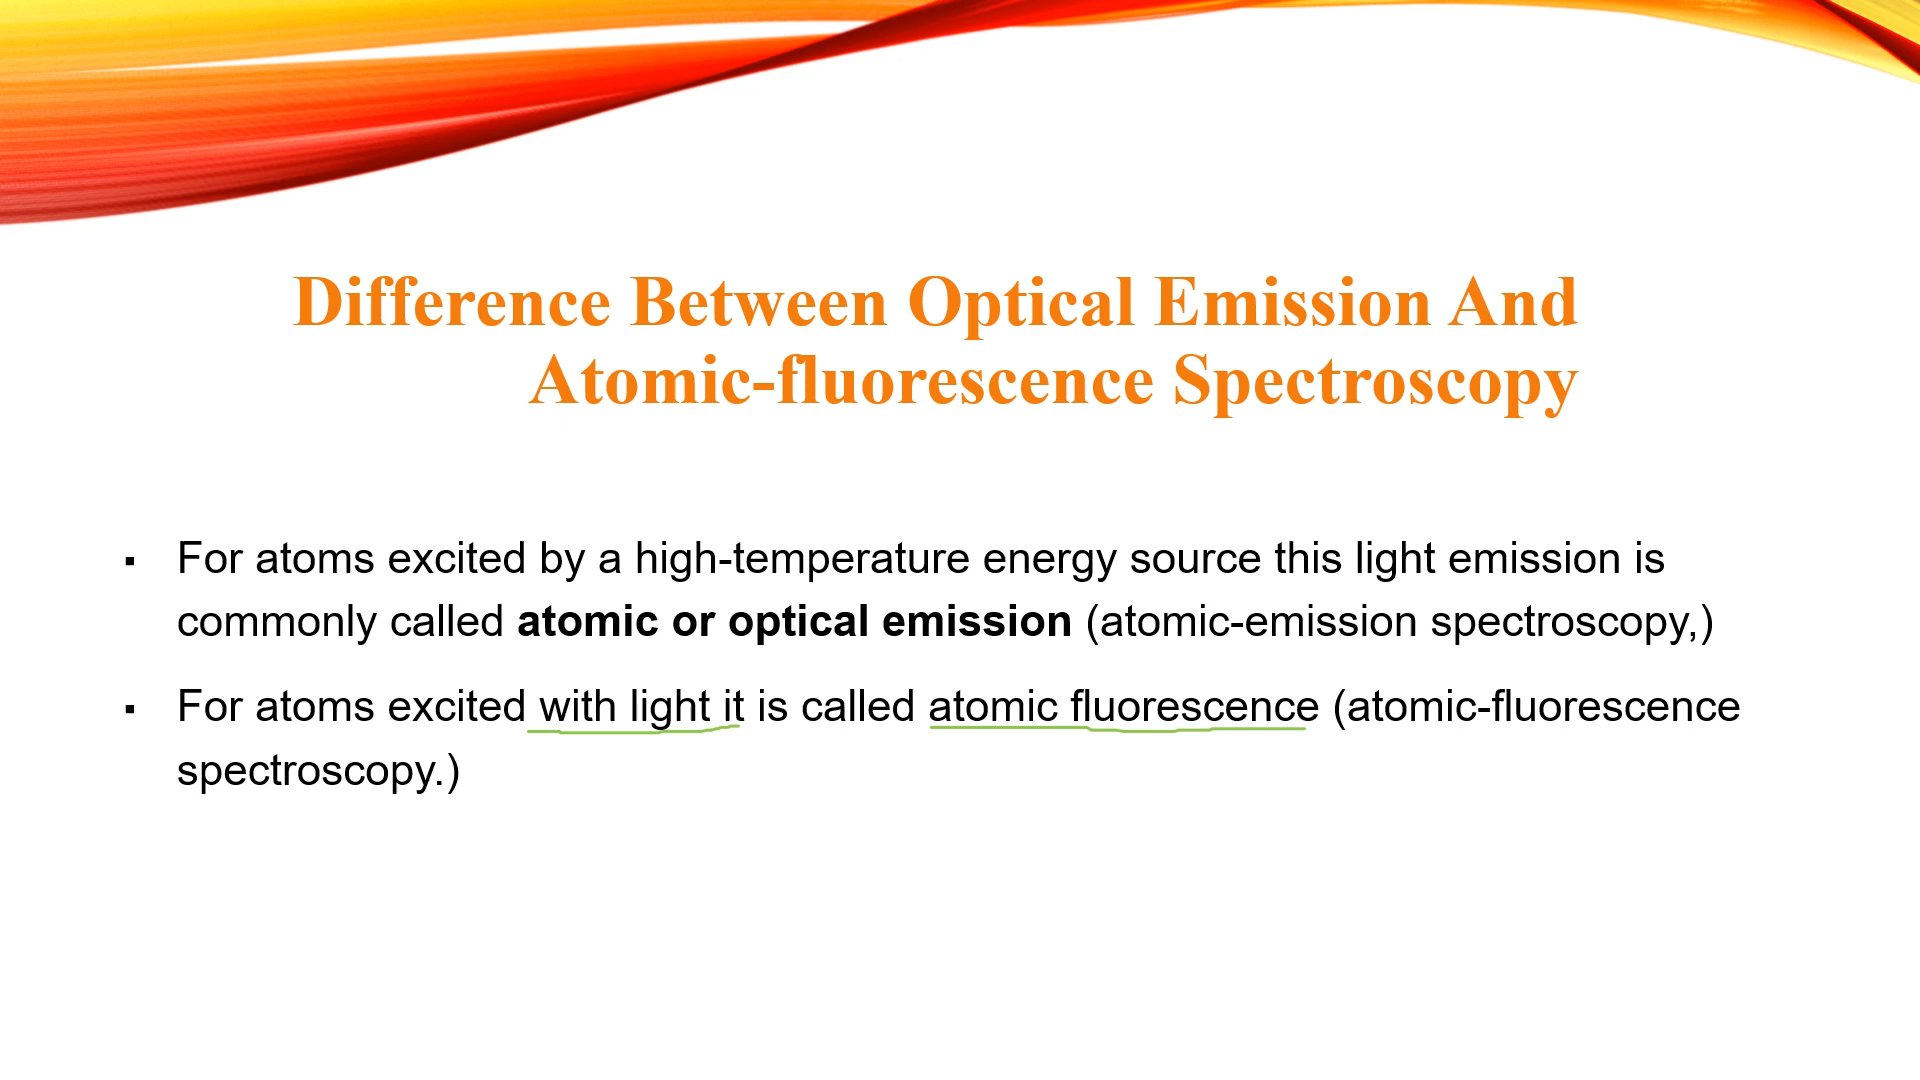 Difference Between Optical Emission And
Atomic-fluorescence Spectroscopy
▪ For atoms excited by a high-temperature energy source this light emission is
commonly called atomic or optical emission (atomic-emission spectroscopy,)
▪ For atoms excited with light it is called atomic fluorescence (atomic-fluorescence
spectroscopy.)